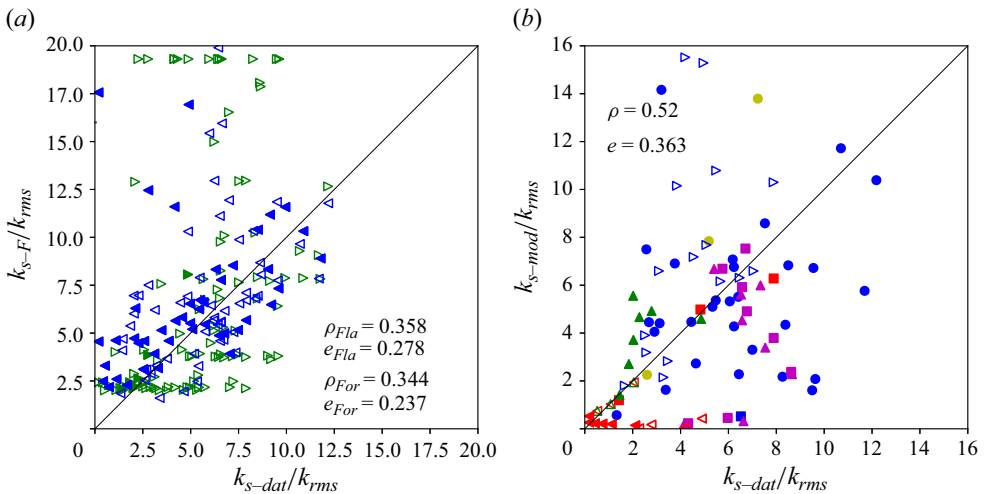 (a)
20.0
17.0
15.0
12.5
10.0
7.5
5.0
2.5
0
2.5
5.0
7.5
10.0
12.5
15.0
17.0
20.0
k_{s–F}/k_{rms}
k_{s–dat}/k_{rms}
ρ_{Fla} = 0.358
e_{Fla} = 0.278
ρ_{For} = 0.344
e_{For} = 0.237
(b)
16
14
12
10
8
6
4
2
0
2
4
6
8
10
12
14
16
k_{s–mod}/k_{rms}
k_{s–dat}/k_{rms}
ρ = 0.52
e = 0.363